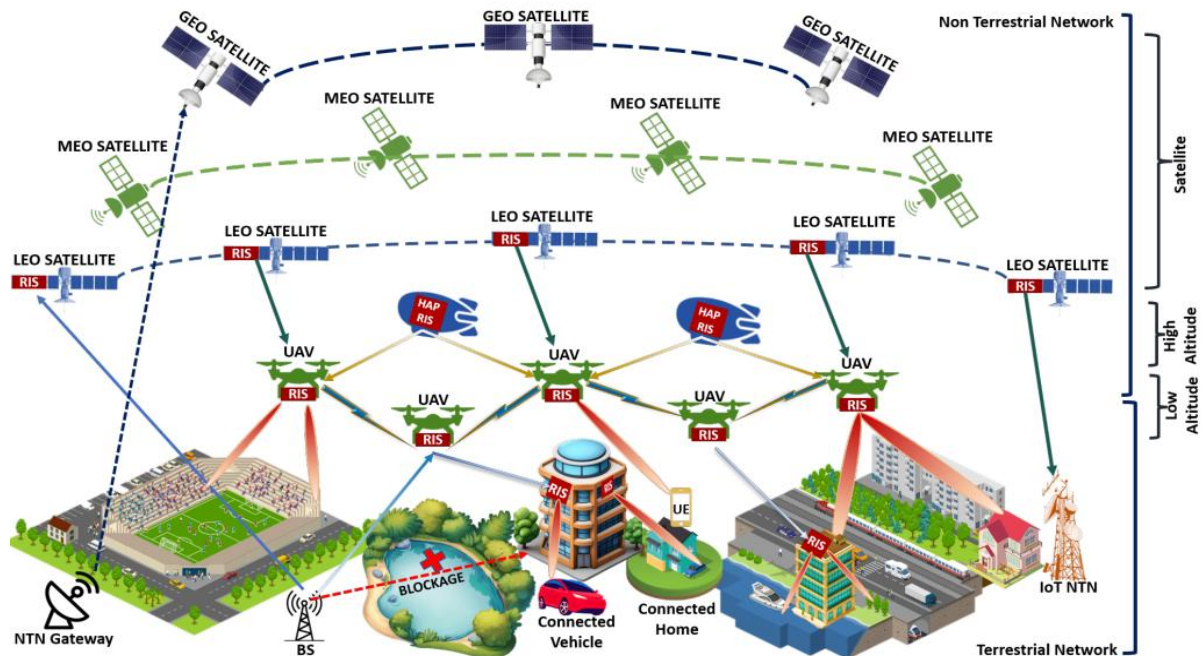 GEO SATELLITE
GEO SATELLITE
GEO SATELLITE
Non Terrestrial Network
MEO SATELLITE
MEO SATELLITE
MEO SATELLITE
MEO SATELLITE
Satellite
LEO SATELLITE
RIS
LEO SATELLITE
RIS
LEO SATELLITE
RIS
LEO SATELLITE
RIS
LEO SATELLITE
RIS
HAP
RIS
HAP
RIS
High
Altitude
UAV
RIS
UAV
RIS
UAV
RIS
UAV
RIS
UAV
RIS
Low
Altitude
RIS
RIS
UE
RIS
BLOCKAGE
NTN Gateway
BS
Connected
Vehicle
Connected
Home
IoT NTN
Terrestrial Network